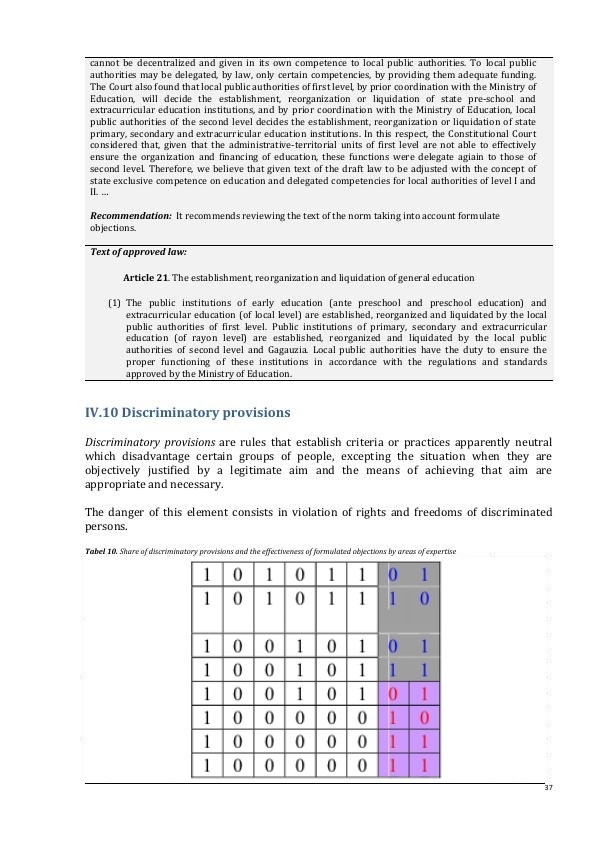 cannot be decentralized and given in its own competence to local public authorities. To local public
authorities may be delegated, by law, only certain competencies, by providing them adequate funding.
The Court also found that local public authorities of first level, by prior coordination with the Ministry of
Education, will decide the establishment, reorganization or liquidation of state pre-school and
extracurricular education institutions, and by prior coordination with the Ministry of Education, local
public authorities of the second level decides the establishment, reorganization or liquidation of state
primary, secondary and extracurricular education institutions. In this respect, the Constitutional Court
considered that, given that the administrative-territorial units of first level are not able to effectively
ensure the organization and financing of education, these functions were delegate agiain to those of
second level. Therefore, we believe that given text of the draft law to be adjusted with the concept of
state exclusive competence on education and delegated competencies for local authorities of level I and
II. ...
Recommendation: It recommends reviewing the text of the norm taking into account formulate
objections.
Text of approved law:
Article 21. The establishment, reorganization and liquidation of general education
(1) The public institutions of early education (ante preschool and preschool education) and
extracurricular education (of local level) are established, reorganized and liquidated by the local
public authorities of first level. Public institutions of primary, secondary and extracurricular
education (of rayon level) are established, reorganized and liquidated by the local public
authorities of second level and Gagauzia. Local public authorities have the duty to ensure the
proper functioning of these institutions in accordance with the regulations and standards
approved by the Ministry of Education.
IV.10 Discriminatory provisions
Discriminatory provisions are rules that establish criteria or practices apparently neutral
which disadvantage certain groups of people, excepting the situation when they are
objectively justified by a legitimate aim and the means of achieving that aim are
appropriate and necessary.
The danger of this element consists in violation of rights and freedoms of discriminated
persons.
Tabel 10. Share of discriminatory provisions and the effectiveness of formulated objections by areas of expertise
1 0 1 0 1 1 0 1
1 0 1 0 1 1 1 0
1 0 0 1 0 1 0 1
1 0 0 1 0 1 1 1
1 0 0 1 0 1 0 1
1 0 0 0 0 0 1 0
1 0 0 0 0 0 1 1
1 0 0 0 0 0 1 1
37